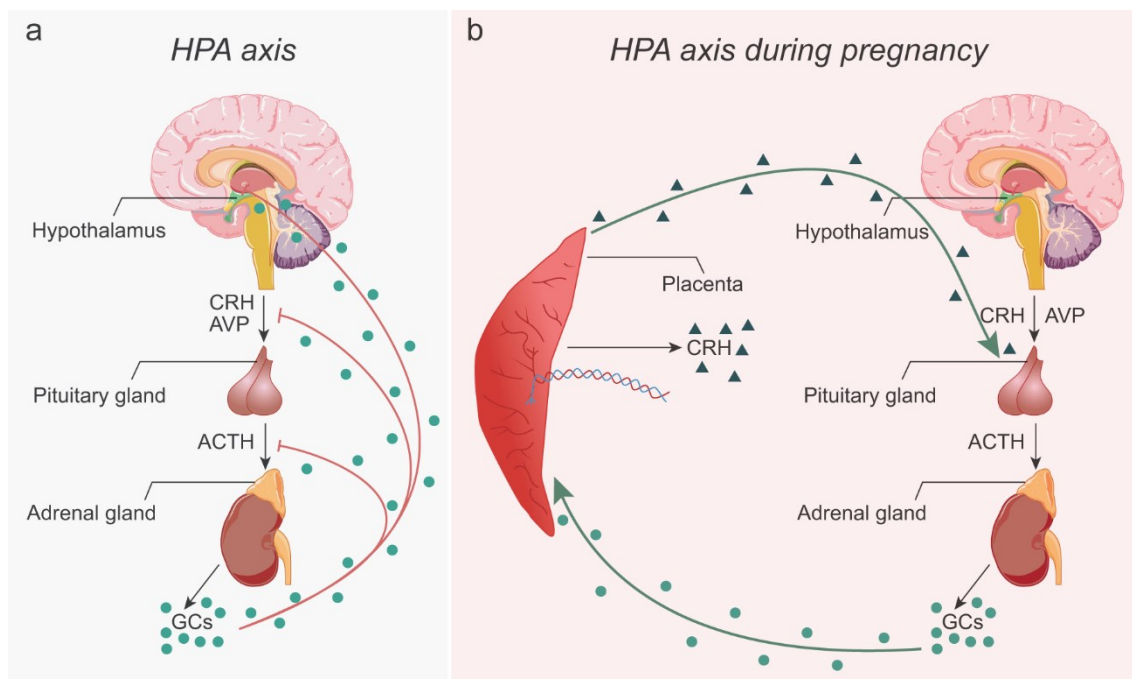 a
HPA axis
Hypothalamus
CRH
AVP
Pituitary gland
ACTH
Adrenal gland
GCs
b
HPA axis during pregnancy
Hypothalamus
Placenta
CRH
CRH
AVP
Pituitary gland
ACTH
Adrenal gland
GCs